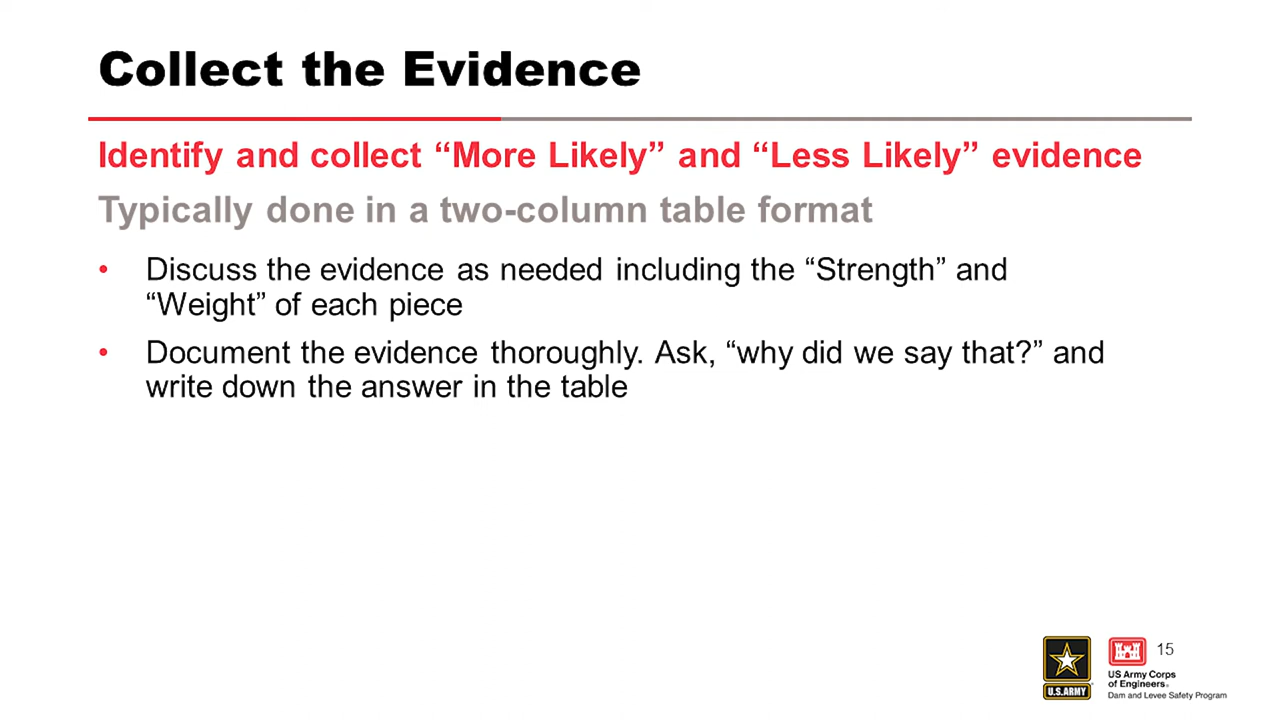 Collect the Evidence
Identify and collect “More Likely” and “Less Likely” evidence
Typically done in a two-column table format
• Discuss the evidence as needed including the “Strength” and
“Weight” of each piece
• Document the evidence thoroughly. Ask, “why did we say that?” and
write down the answer in the table
15
U.S.ARMY
US Army Corps
of Engineers®
Dam and Levee Safety Program